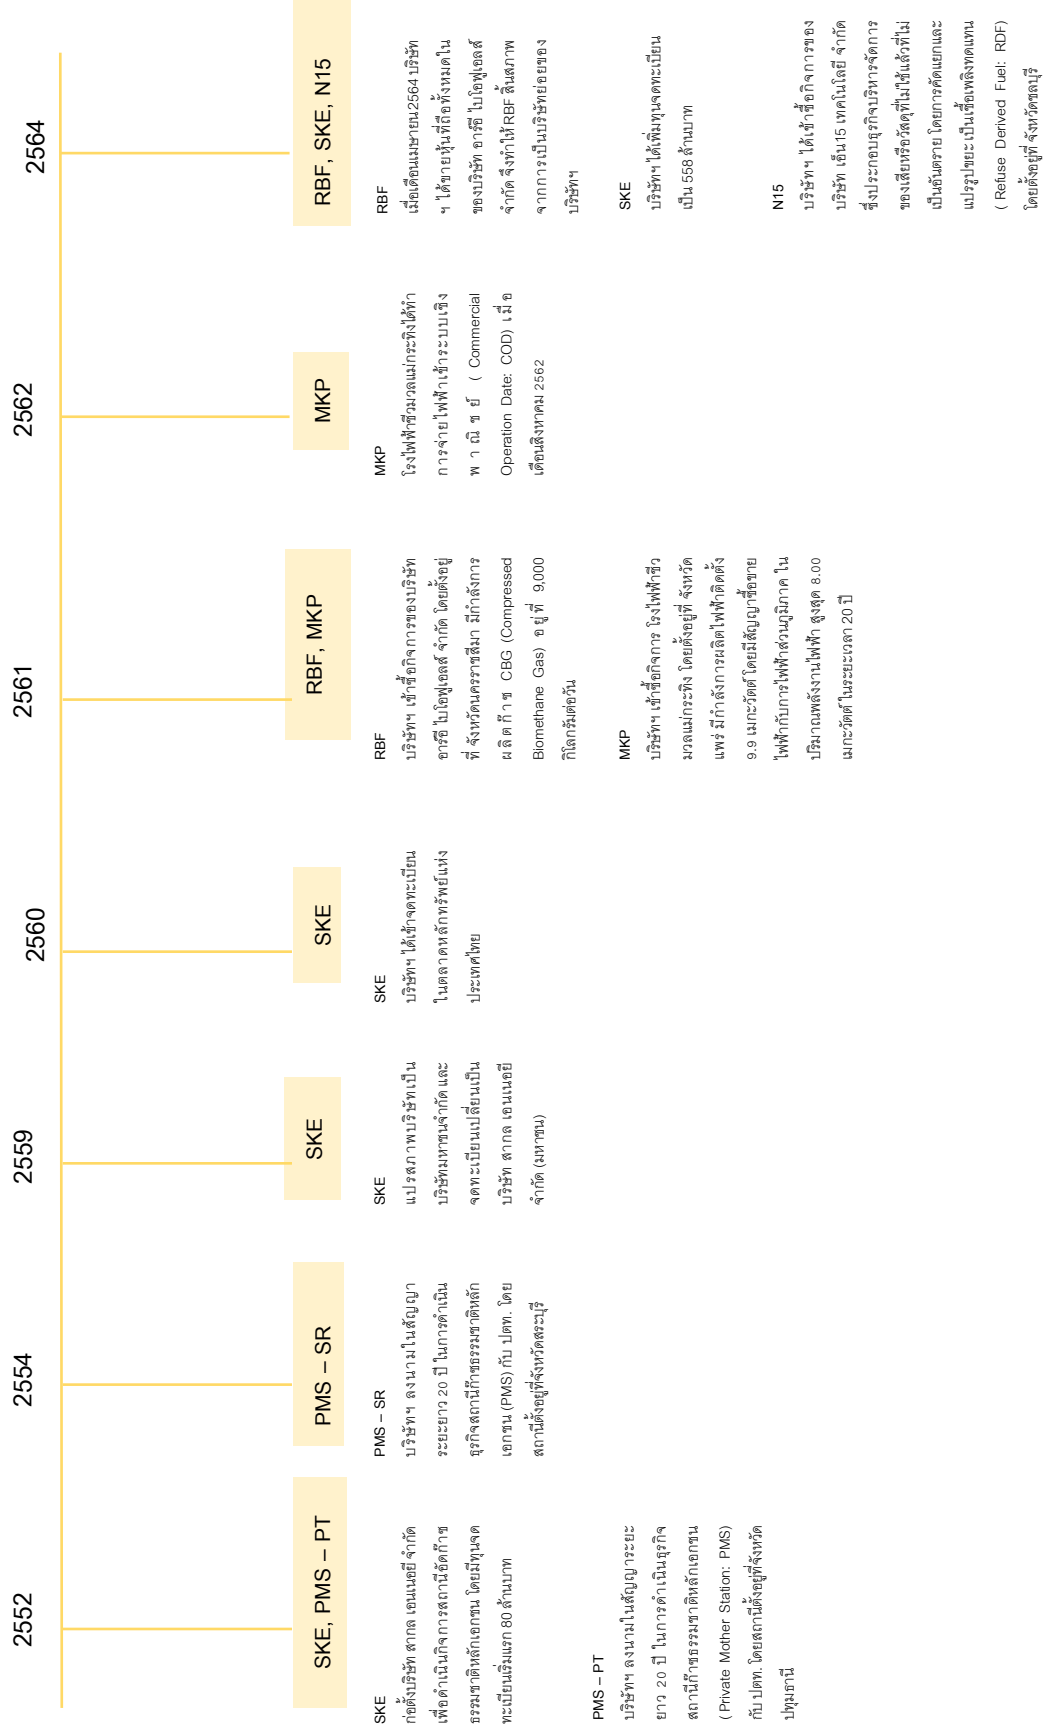 2552
SKE, PMS – PT
SKE
ก่อตั้งบริษัท สากล เอนเนอยี จำกัด
เพื่อดำเนินกิจการสถานีอัดก๊าซ
ธรรมชาติหลักเอกชน โดยมีทุนจด
ทะเบียนเริ่มแรก 80 ล้านบาท
PMS – PT
บริษัทฯ ลงนามในสัญญาระยะ
ยาว 20 ปี ในการดำเนินธุรกิจ
สถานีก๊าซธรรมชาติหลักเอกชน
( Private Mother Station: PMS)
กับ ปตท. โดยสถานีตั้งอยู่ที่จังหวัด
ปทุมธานี
2554
PMS – SR
PMS – SR
บริษัทฯ ลงนามในสัญญา
ระยะยาว 20 ปี ในการดำเนิน
ธุรกิจสถานีก๊าซธรรมชาติหลัก
เอกชน (PMS) กับ ปตท. โดย
สถานีตั้งอยู่ที่จังหวัดสระบุรี
2559
SKE
SKE
แปรสภาพบริษัทเป็น
บริษัทมหาชนจำกัด และ
จดทะเบียนเปลี่ยนเป็น
บริษัท สากล เอนเนอยี
จำกัด (มหาชน)
2560
SKE
SKE
บริษัทฯ ได้เข้าจดทะเบียน
ในตลาดหลักทรัพย์แห่ง
ประเทศไทย
2561
RBF, MKP
RBF
บริษัทฯ เข้าซื้อกิจการของบริษัท
อาร์อี ไบโอฟูเอลส์ จำกัด โดยตั้งอยู่
ที่ จังหวัดนครราชสีมา มีกำลังการ
ผลิตก๊าซ CBG (Compressed
Biomethane Gas) อยู่ที่ 9,000
กิโลกรัมต่อวัน
MKP
บริษัทฯ เข้าซื้อกิจการ โรงไฟฟ้าชีว
มวลแม่กระทิง โดยตั้งอยู่ที่ จังหวัด
แพร่ มีกำลังการผลิตไฟฟ้าติดตั้ง
9.9 เมกะวัตต์ โดยมีสัญญาซื้อขาย
ไฟฟ้ากับการไฟฟ้าส่วนภูมิภาค ใน
ปริมาณพลังงานไฟฟ้า สูงสุด 8.00
เมกะวัตต์ ในระยะเวลา 20 ปี
2562
MKP
MKP
โรงไฟฟ้าชีวมวลแม่กระทิงได้ทำ
การจ่ายไฟฟ้าเข้าระบบเชิง
พาณิชย์ ( Commercial
Operation Date: COD) เมื่อ
เดือนสิงหาคม 2562
2564
RBF, SKE, N15
RBF
เมื่อเดือนเมษายน 2564 บริษัท
ฯ ได้ขายหุ้นที่ถือทั้งหมดใน
ของบริษัท อาร์อี ไบโอฟูเอลส์
จำกัด จึงทำให้ RBF สิ้นสภาพ
จากการเป็นบริษัทย่อยของ
บริษัทฯ
SKE
บริษัทฯ ได้เพิ่มทุนจดทะเบียน
เป็น 558 ล้านบาท
N15
บริษัทฯ ได้เข้าซื้อกิจการของ
บริษัท เอ็น15 เทคโนโลยี จำกัด
ซึ่งประกอบธุรกิจบริหารจัดการ
ของเสียหรือวัสดุที่ไม่ใช้แล้วที่ไม่
เป็นอันตราย โดยการคัดแยกและ
แปรรูปขยะ เป็นเชื้อเพลิงทดแทน
( Refuse Derived Fuel: RDF)
โดยตั้งอยู่ที่ จังหวัดชลบุรี